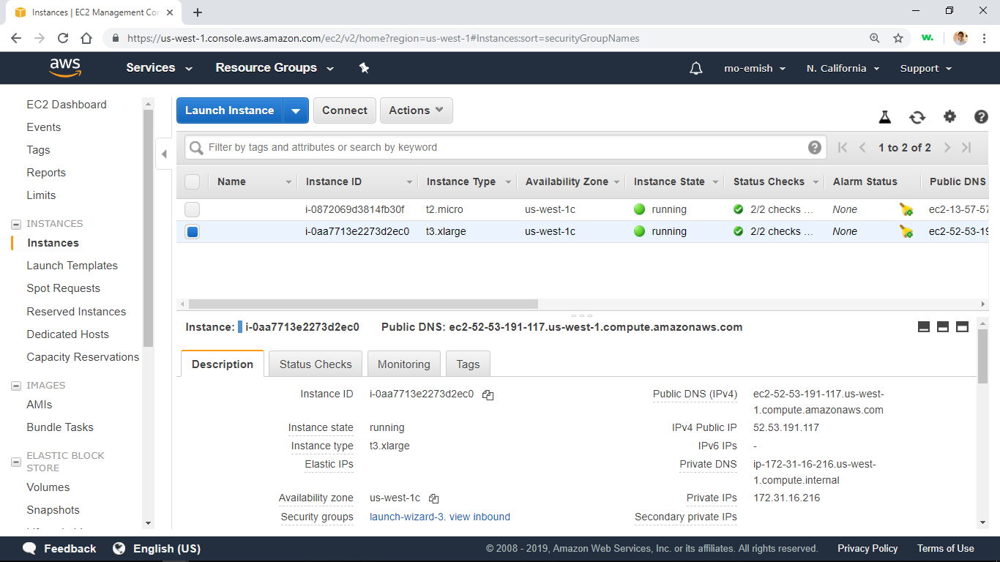 Instances | EC2 Management Con
https://us-west-1.console.aws.amazon.com/ec2/v2/home?region=us-west-1#Instances:sort=securityGroupNames
w.
aws Services Resource Groups mo-emish N. California Support
EC2 Dashboard
Events
Tags
Reports
Limits
INSTANCES
Instances
Launch Templates
Spot Requests
Reserved Instances
Dedicated Hosts
Capacity Reservations
IMAGES
AMIs
Bundle Tasks
ELASTIC BLOCK
STORE
Volumes
Snapshots
Launch Instance Connect Actions
Filter by tags and attributes or search by keyword 1 to 2 of 2
Name Instance ID Instance Type Availability Zone Instance State Status Checks Alarm Status Public DNS
i-0872069d3814fb30f t2.micro us-west-1c running 2/2 checks ... None ec2-13-57-57
i-0aa7713e2273d2ec0 t3.xlarge us-west-1c running 2/2 checks ... None ec2-52-53-19
Instance: i-0aa7713e2273d2ec0 Public DNS: ec2-52-53-191-117.us-west-1.compute.amazonaws.com
Description Status Checks Monitoring Tags
Instance ID i-0aa7713e2273d2ec0 Public DNS (IPv4) ec2-52-53-191-117.us-west-
1.compute.amazonaws.com
Instance state running IPv4 Public IP 52.53.191.117
Instance type t3.xlarge IPv6 IPs -
Elastic IPs Private DNS ip-172-31-16-216.us-west-
1.compute.internal
Availability zone us-west-1c Private IPs 172.31.16.216
Security groups launch-wizard-3. view inbound Secondary private IPs
Feedback English (US) © 2008 - 2019, Amazon Web Services, Inc. or its affiliates. All rights reserved. Privacy Policy Terms of Use